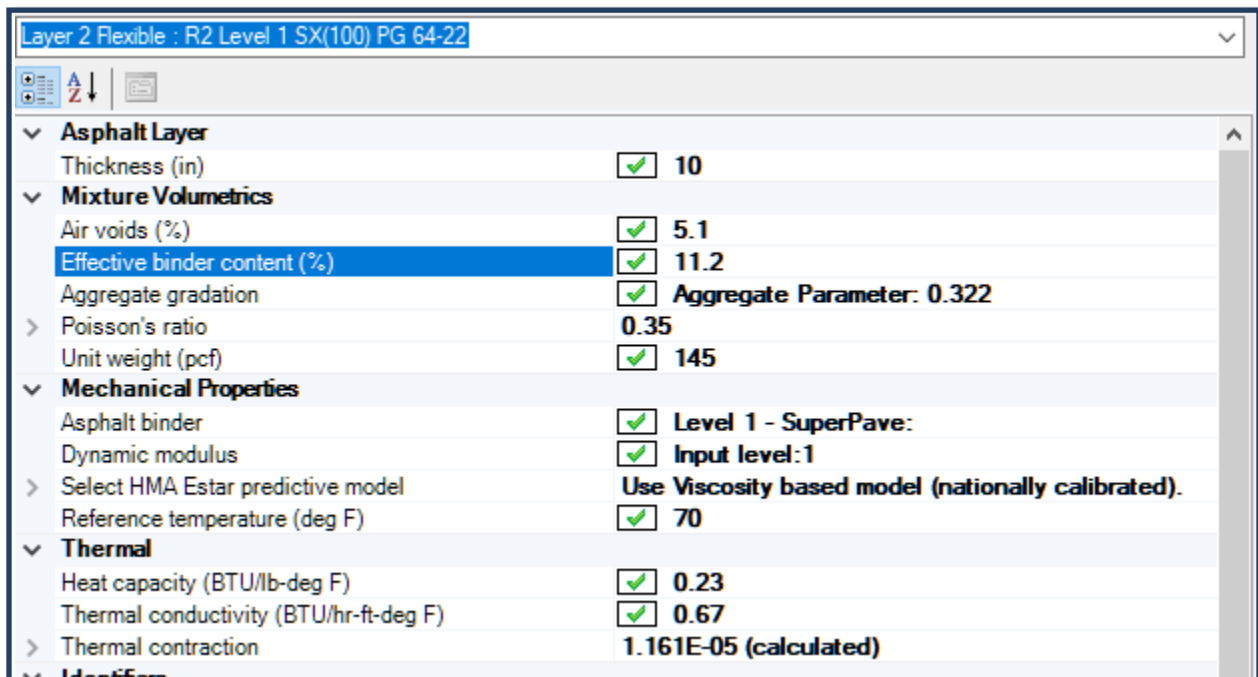 Layer 2 Flexible : R2 Level 1 SX(100) PG 64-22
A
Z
Asphalt Layer
Thickness (in) 10
Mixture Volumetrics
Air voids (%) 5.1
Effective binder content (%) 11.2
Aggregate gradation Aggregate Parameter: 0.322
Poisson's ratio 0.35
Unit weight (pcf) 145
Mechanical Properties
Asphalt binder Level 1 - SuperPave:
Dynamic modulus Input level:1
Select HMA Estar predictive model Use Viscosity based model (nationally calibrated).
Reference temperature (deg F) 70
Thermal
Heat capacity (BTU/lb-deg F) 0.23
Thermal conductivity (BTU/hr-ft-deg F) 0.67
Thermal contraction 1.161E-05 (calculated)
Identifiers